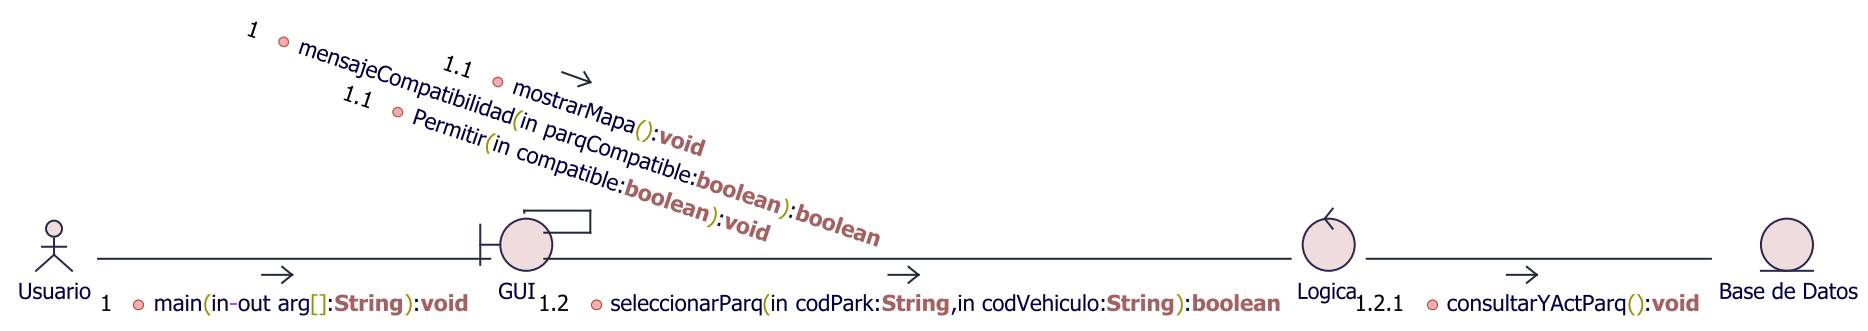 1 mensajeCompatibilidad(in parqCompatible:boolean):boolean
1.1 mostrarMapa():void
1.1 Permitir(in compatible:boolean):void
Usuario
GUI
Logica
Base de Datos
1 main(in-out arg[]:String):void
1.2 seleccionarParq(in codPark:String,in codVehiculo:String):boolean
1.2.1 consultarYActParq():void